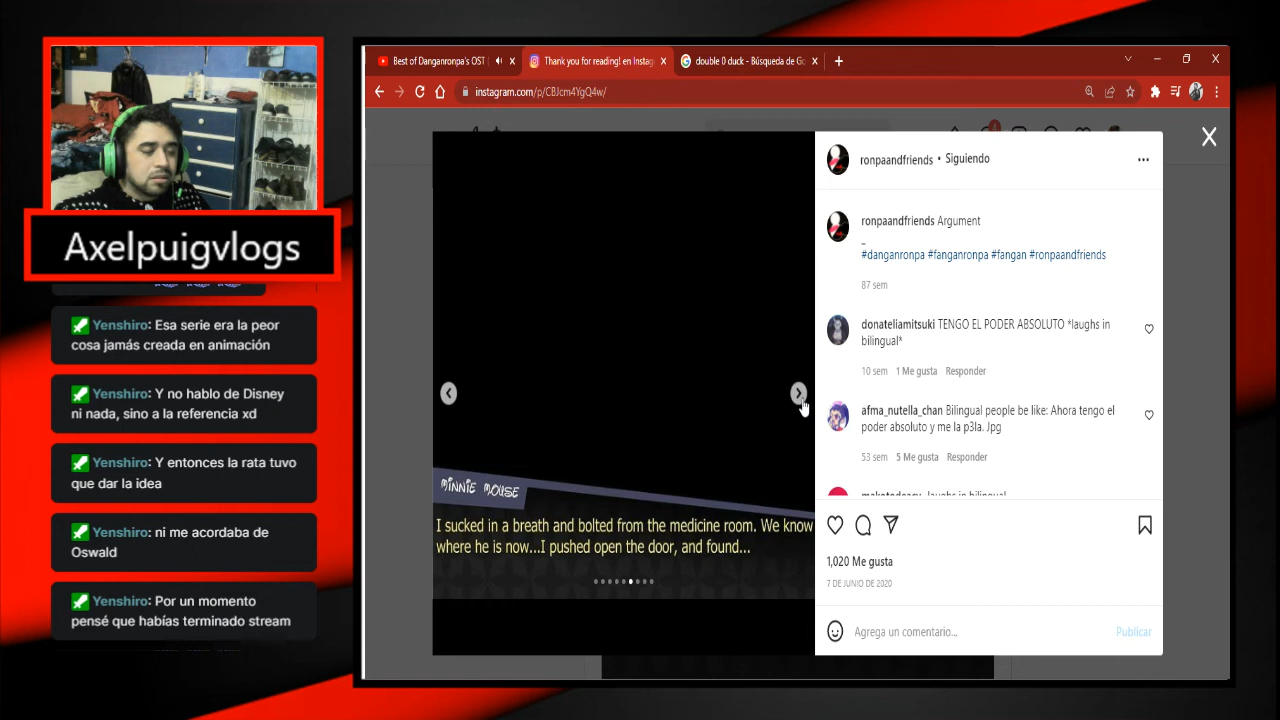 Axelpuigvlogs
Yenshiro: Esa serie era la peor
cosa jamás creada en animación
Yenshiro: Y no hablo de Disney
ni nada, sino a la referencia xd
Yenshiro: Y entonces la rata tuvo
que dar la idea
Yenshiro: ni me acordaba de
Oswald
Yenshiro: Por un momento
pensé que habías terminado stream
Best of Danganronpa's OST
Thank you for reading! en Instag
double 0 duck - Búsqueda de Go
instagram.com/p/CBJcm4YgQ4w/
MINNIE MOUSE
I sucked in a breath and bolted from the medicine room. We know
where he is now...I pushed open the door, and found...
ronpaandfriends • Siguiendo
ronpaandfriends Argument
_
#danganronpa #fanganronpa #fangan #ronpaandfriends
87 sem
donateliamitsuki TENGO EL PODER ABSOLUTO *laughs in
bilingual*
10 sem 1 Me gusta Responder
afma_nutella_chan Bilingual people be like: Ahora tengo el
poder absoluto y me la p3la. Jpg
53 sem 5 Me gusta Responder
laughs in bilingual
1,020 Me gusta
7 DE JUNIO DE 2020
Agrega un comentario...
Publicar